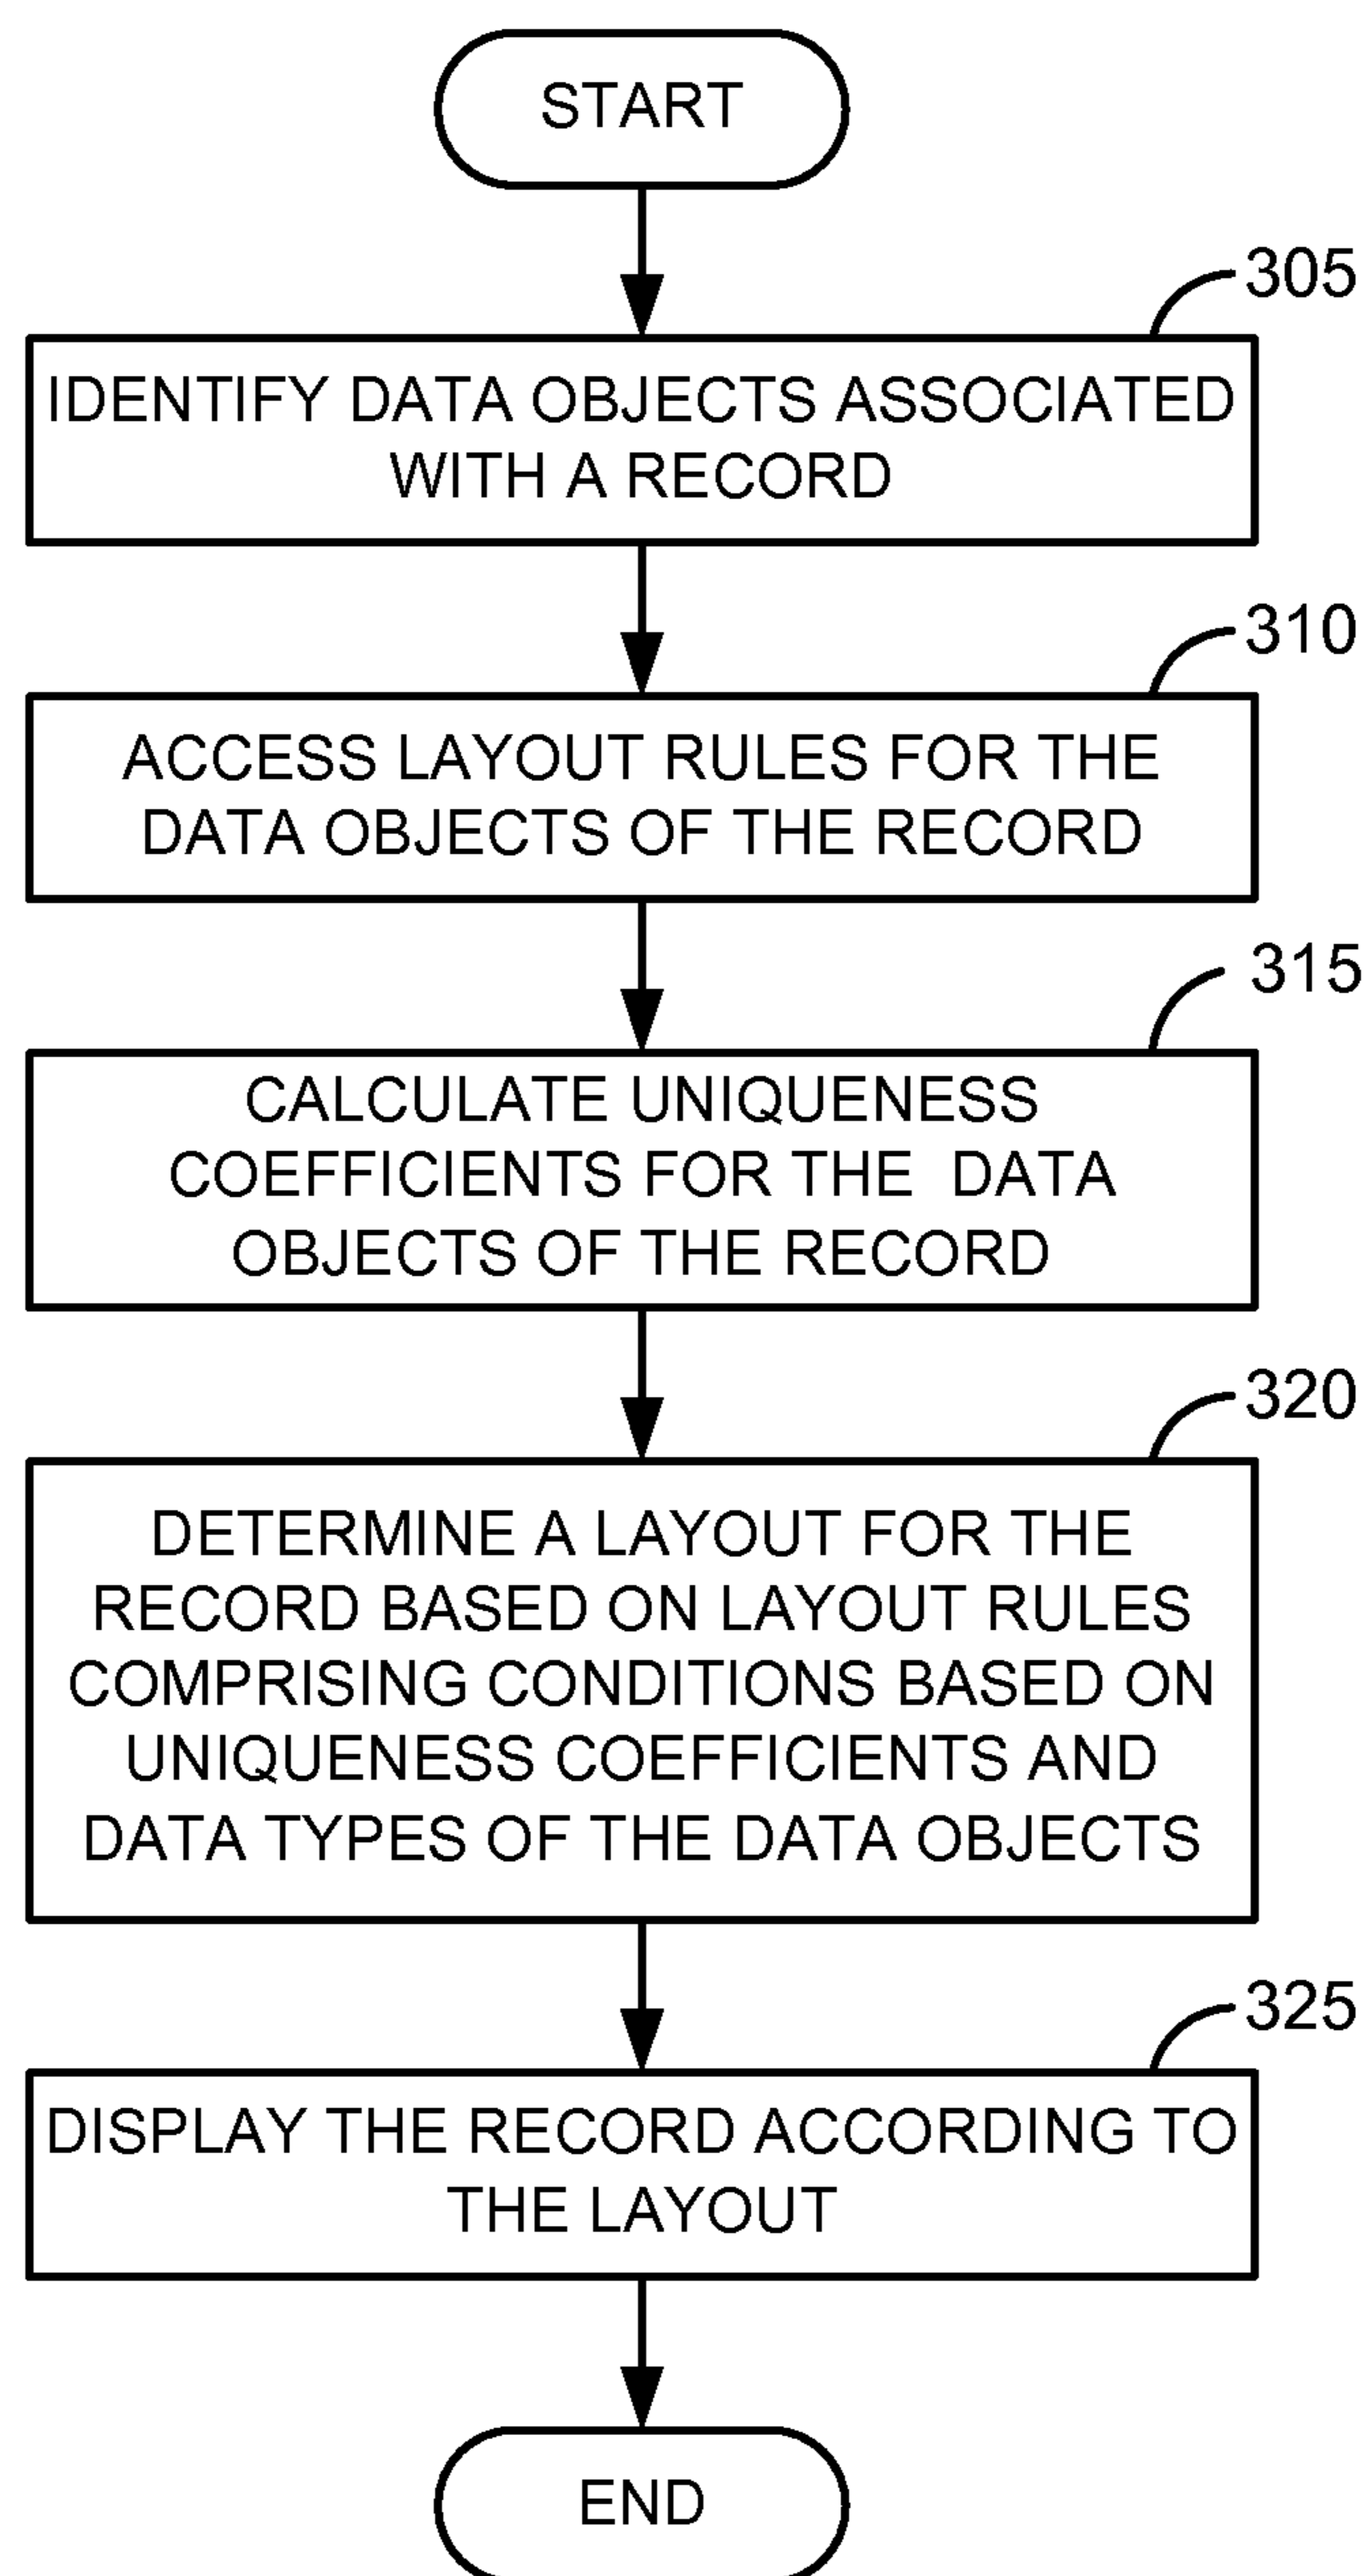 START
305
IDENTIFY DATA OBJECTS ASSOCIATED
WITH A RECORD
310
ACCESS LAYOUT RULES FOR THE
DATA OBJECTS OF THE RECORD
315
CALCULATE UNIQUENESS
COEFFICIENTS FOR THE DATA
OBJECTS OF THE RECORD
320
DETERMINE A LAYOUT FOR THE
RECORD BASED ON LAYOUT RULES
COMPRISING CONDITIONS BASED ON
UNIQUENESS COEFFICIENTS AND
DATA TYPES OF THE DATA OBJECTS
325
DISPLAY THE RECORD ACCORDING TO
THE LAYOUT
END